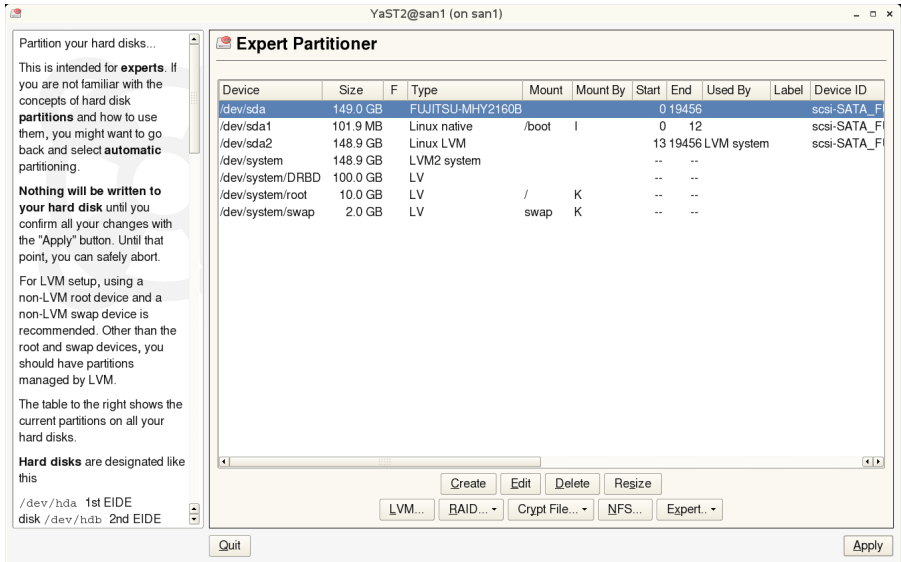 YaST2@san1 (on san1)
Partition your hard disks...
This is intended for experts. If
you are not familiar with the
concepts of hard disk
partitions and how to use
them, you might want to go
back and select automatic
partitioning.
Nothing will be written to
your hard disk until you
confirm all your changes with
the "Apply" button. Until that
point, you can safely abort.
For LVM setup, using a
non-LVM root device and a
non-LVM swap device is
recommended. Other than the
root and swap devices, you
should have partitions
managed by LVM.
The table to the right shows the
current partitions on all your
hard disks.
Hard disks are designated like
this
/dev/hda 1st EIDE
disk /dev/hdb 2nd EIDE
Expert Partitioner
Device Size F Type Mount Mount By Start End Used By Label Device ID
/dev/sda 149.0 GB FUJITSU-MHY2160B 0 19456 scsi-SATA_FU
/dev/sda1 101.9 MB Linux native /boot I 0 12 scsi-SATA_FU
/dev/sda2 148.9 GB Linux LVM 13 19456 LVM system scsi-SATA_FU
/dev/system 148.9 GB LVM2 system -- --
/dev/system/DRBD 100.0 GB LV -- --
/dev/system/root 10.0 GB LV / K -- --
/dev/system/swap 2.0 GB LV swap K -- --
Create Edit Delete Resize
LVM... RAID... Crypt File... NFS... Expert..
Quit Apply